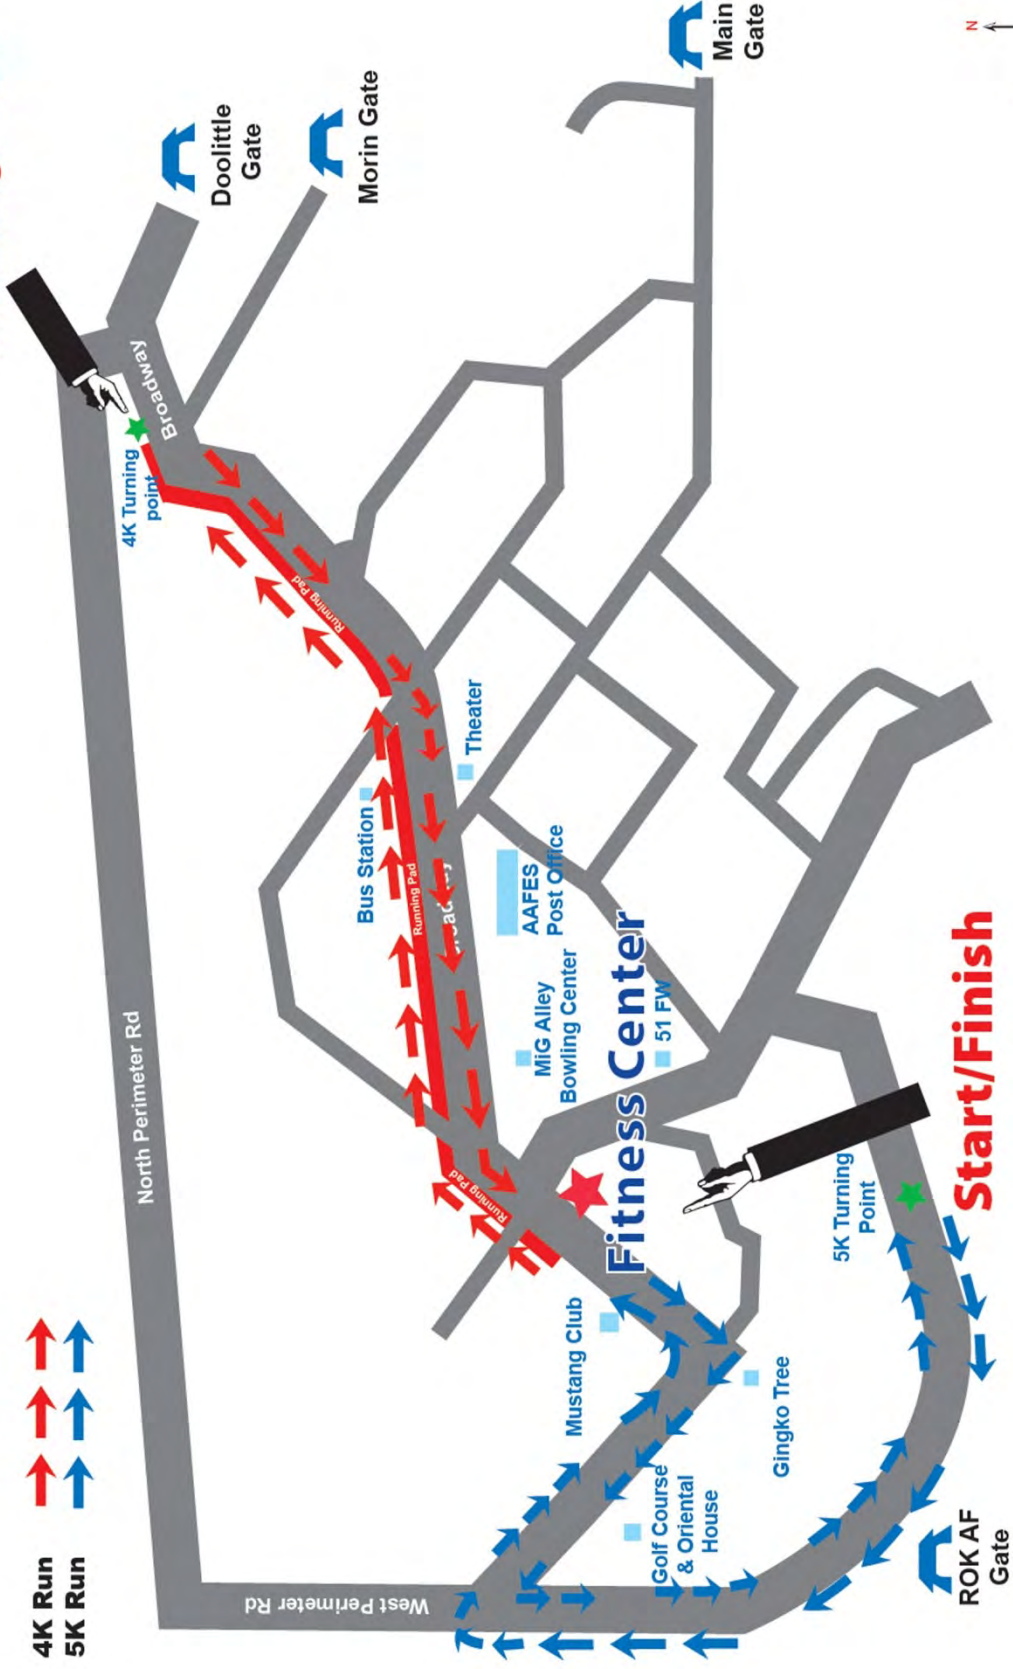 4K Run
5K Run
N
Doolittle
Gate
Morin Gate
Main
Gate
Broadway
4K Turning
point
North Perimeter Rd
Running Pad
Bus Station
Theater
Running Pad
AAFES
Post Office
MiG Alley
Bowling Center
51 FW
Fitness Center
Running Pad
Start/Finish
5K Turning
Point
Mustang Club
Gingko Tree
Golf Course
& Oriental
House
West Perimeter Rd
ROK AF
Gate